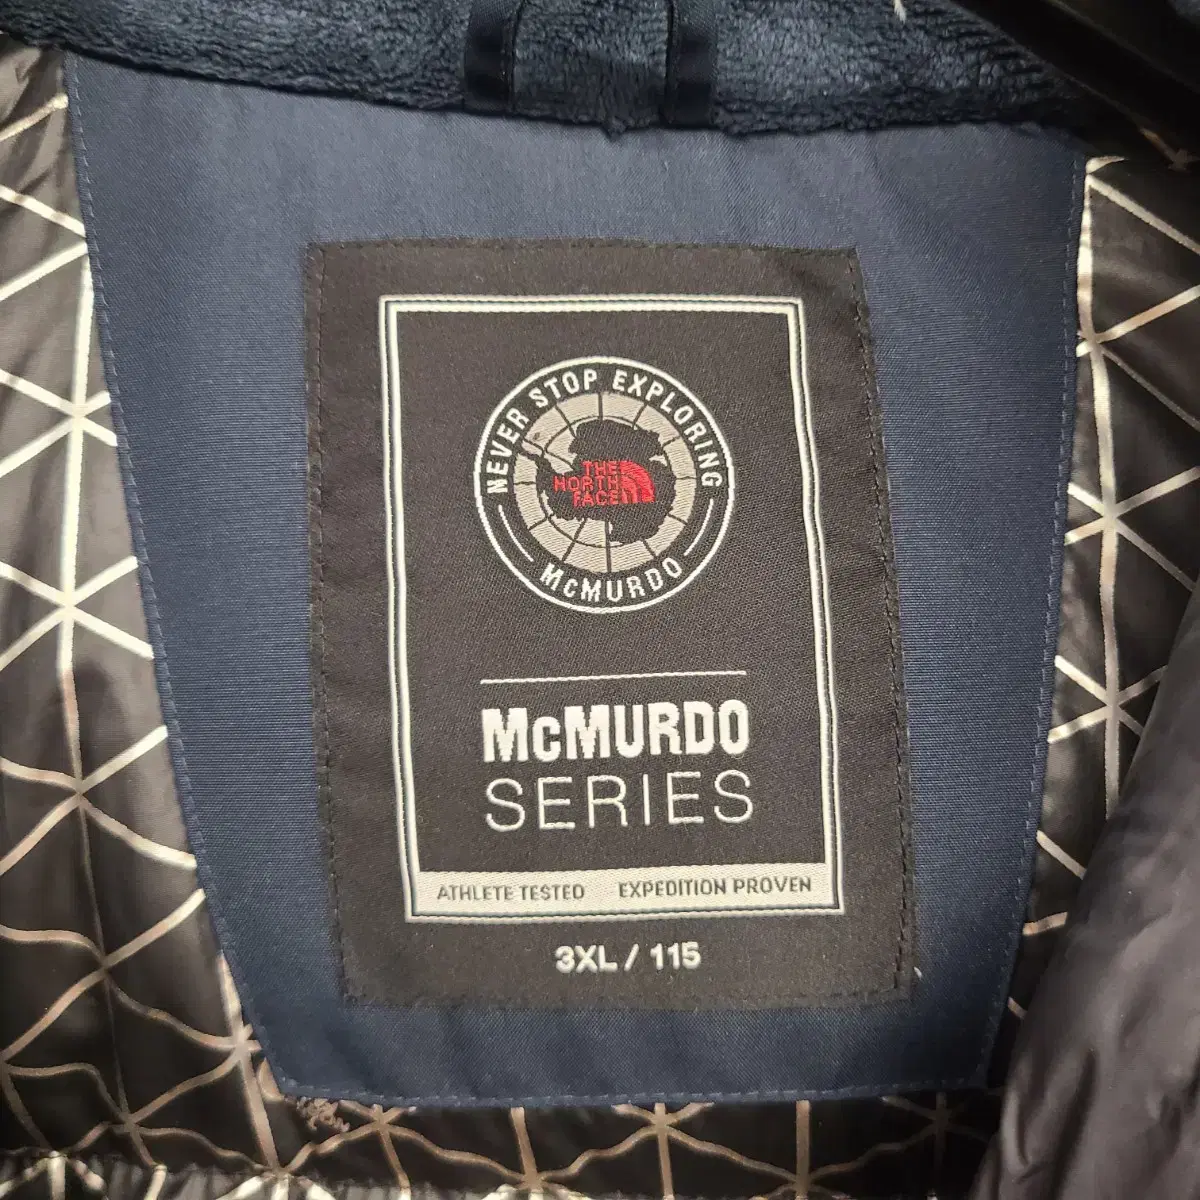 NEVER STOP EXPLORING
THE
NORTH
FACE
McMURDO
McMURDO
SERIES
ATHLETE TESTED EXPEDITION PROVEN
3XL / 115